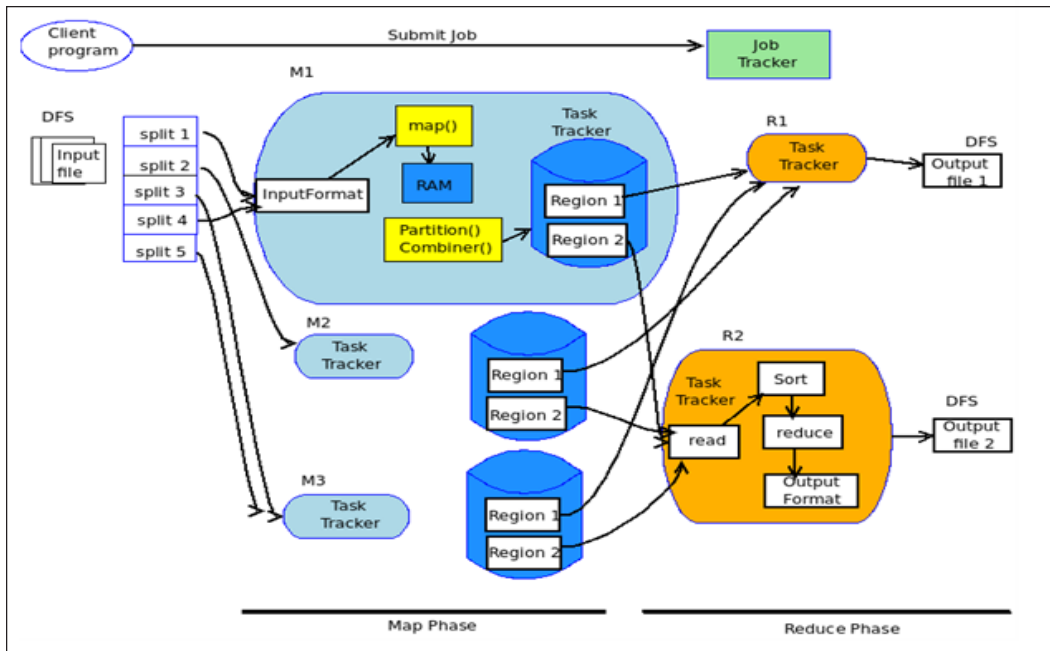 Client
program
Submit Job
Job
Tracker
M1
DFS
Input
file
split 1
split 2
split 3
split 4
split 5
InputFormat
map()
RAM
Partition()
Combiner()
Task
Tracker
Region 1
Region 2
R1
Task
Tracker
DFS
Output
file 1
M2
Task
Tracker
Region 1
Region 2
R2
Task
Tracker
Sort
read
reduce
Output
Format
DFS
Output
file 2
M3
Task
Tracker
Region 1
Region 2
Map Phase
Reduce Phase